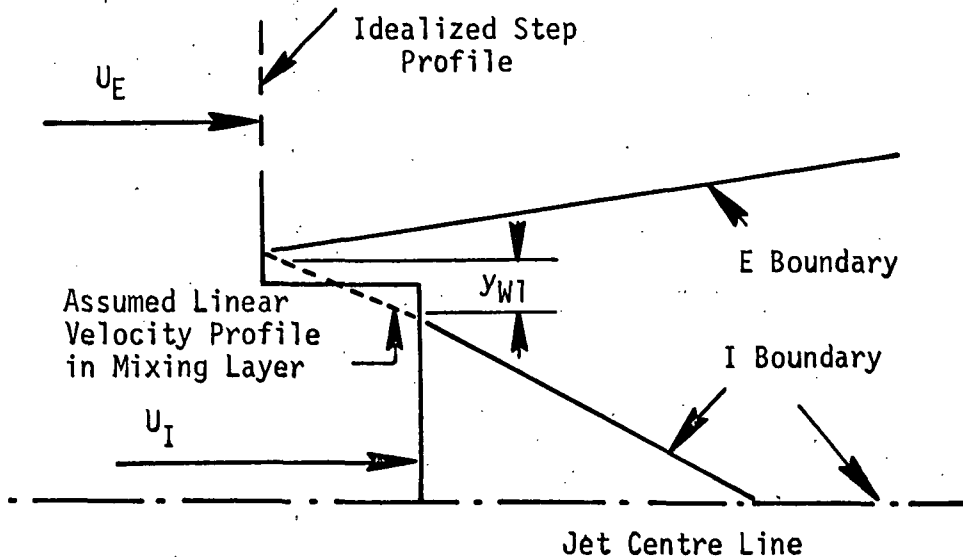 Idealized Step
Profile
U_E
E Boundary
y_W1
Assumed Linear
Velocity Profile
in Mixing Layer
I Boundary
U_I
Jet Centre Line